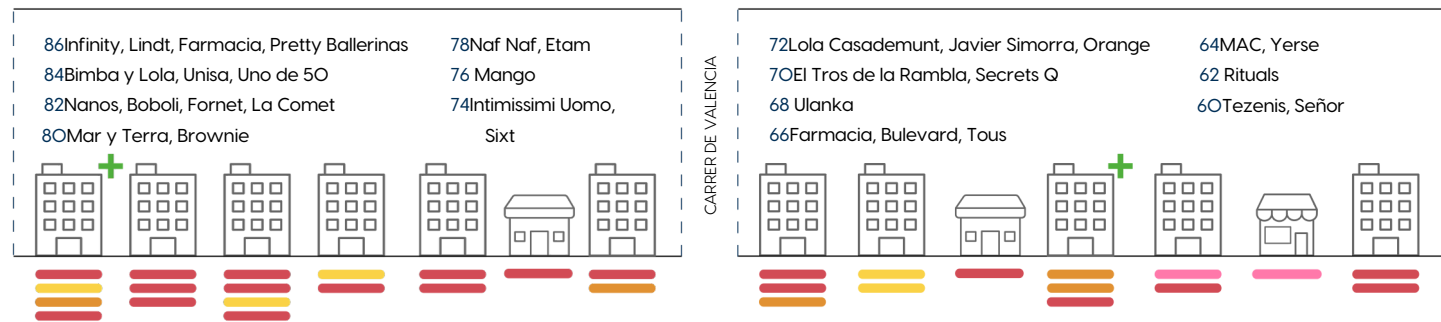 86Infinity, Lindt, Farmacia, Pretty Ballerinas
84Bimba y Lola, Unisa, Uno de 50
82Nanos, Boboli, Fornet, La Comet
80Mar y Terra, Brownie
78Naf Naf, Etam
76 Mango
74Intimissimi Uomo,
Sixt
CARRER DE VALENCIA
72Lola Casademunt, Javier Simorra, Orange
70El Tros de la Rambla, Secrets Q
68 Ulanka
66Farmacia, Bulevard, Tous
64MAC, Yerse
62 Rituals
60Tezenis, Señor